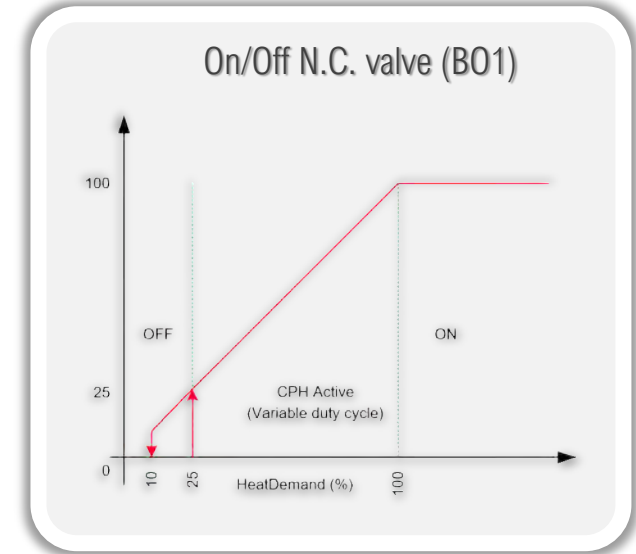 On/Off N.C. valve (BO1)
100
OFF
ON
25
CPH Active
(Variable duty cycle)
0
10
25
HeatDemand (%)
100